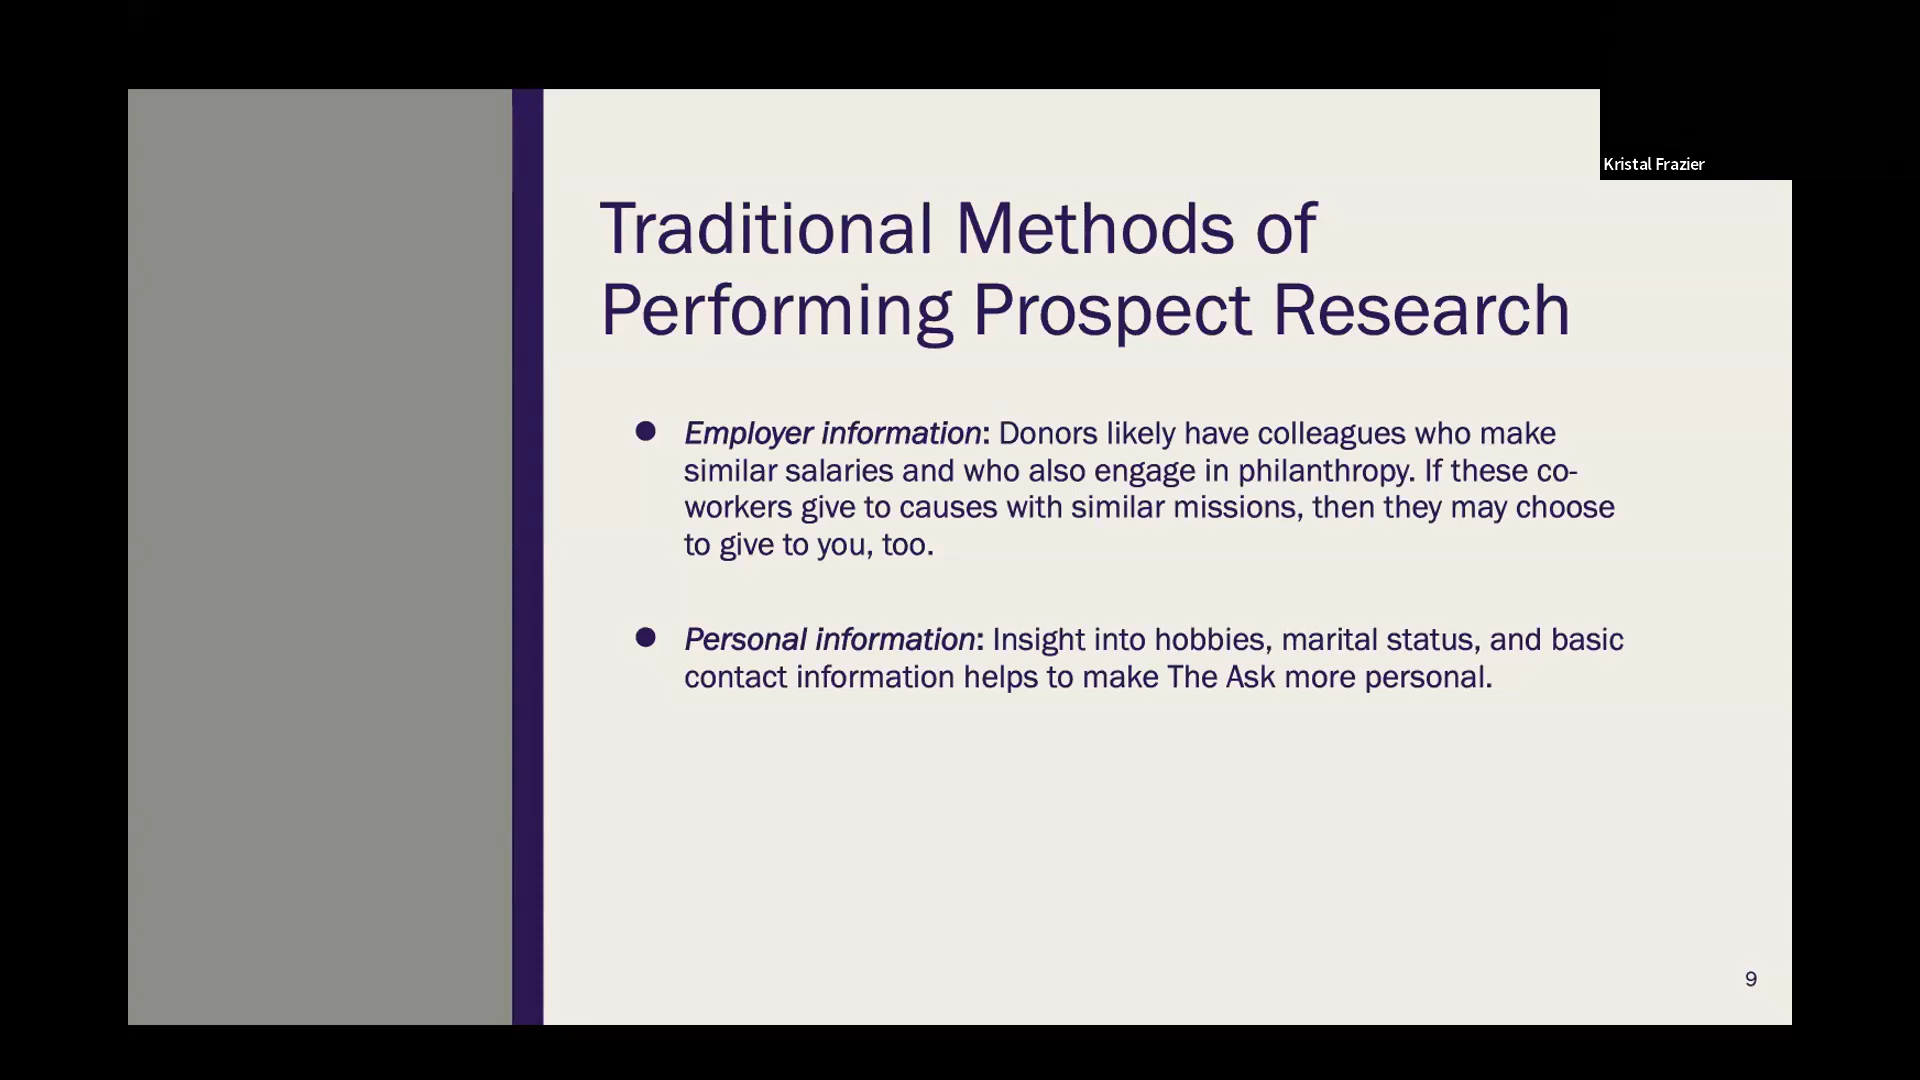 Kristal Frazier
Traditional Methods of
Performing Prospect Research
● Employer information: Donors likely have colleagues who make
similar salaries and who also engage in philanthropy. If these co-
workers give to causes with similar missions, then they may choose
to give to you, too.
● Personal information: Insight into hobbies, marital status, and basic
contact information helps to make The Ask more personal.
9